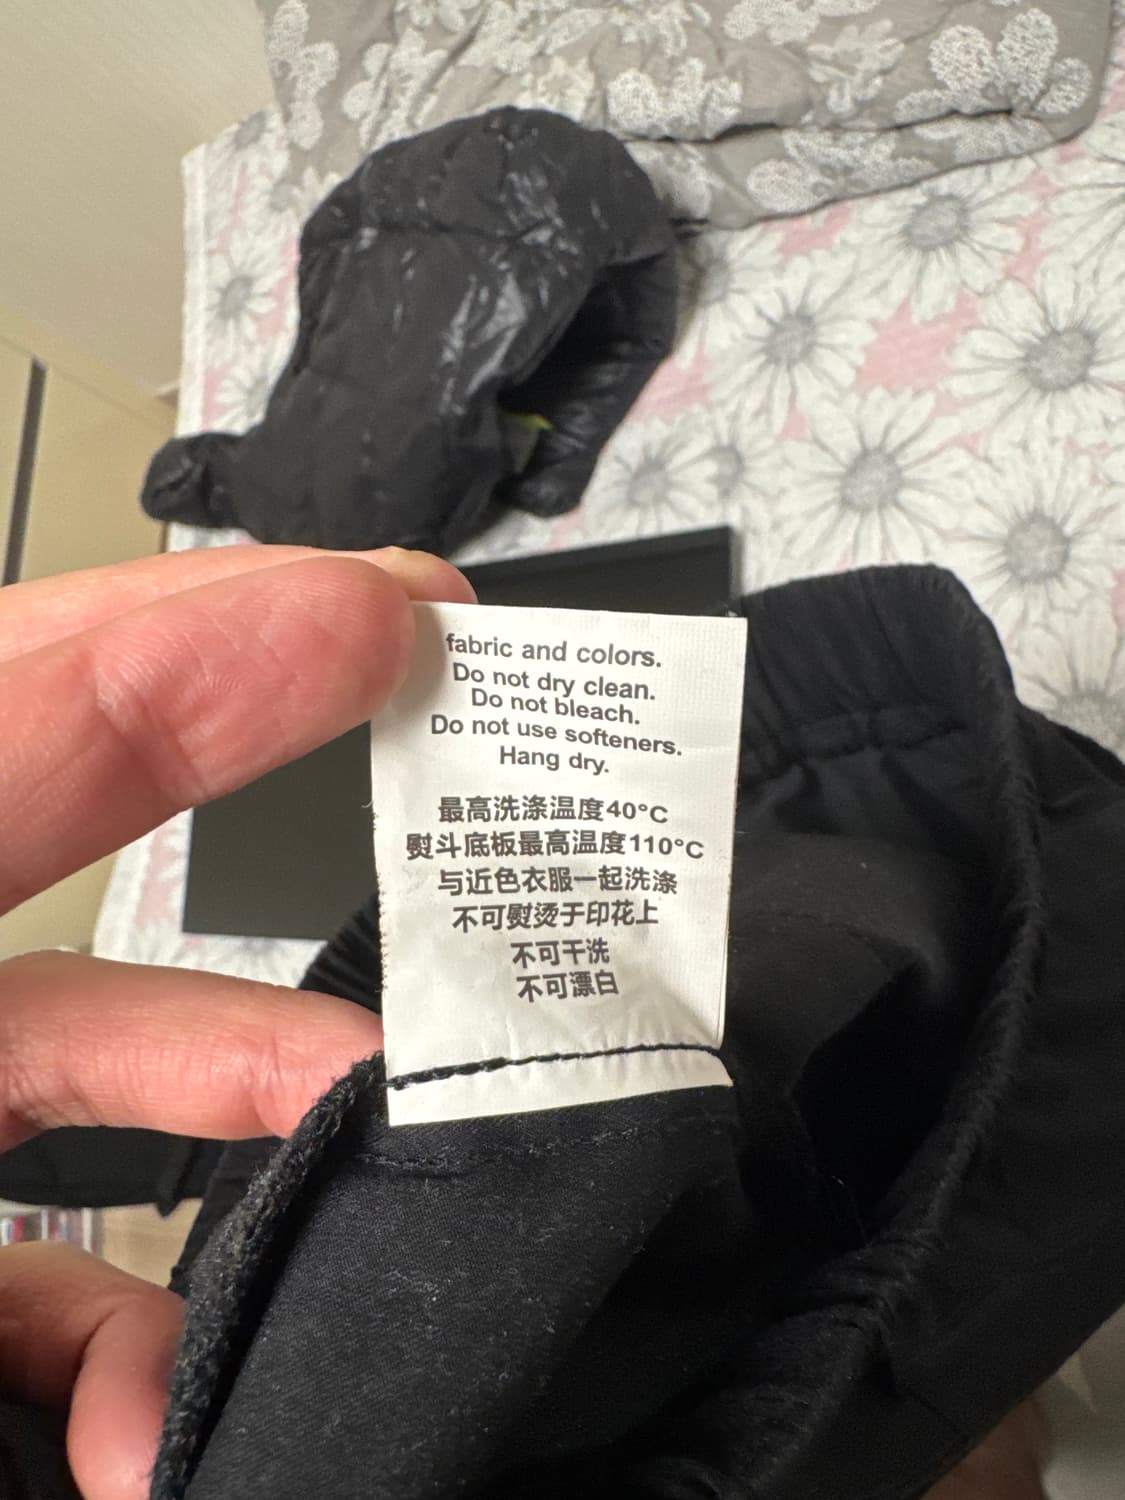 fabric and colors.
Do not dry clean.
Do not bleach.
Do not use softeners.
Hang dry.
最高洗涤温度40°C
熨斗底板最高温度110°C
与近色衣服一起洗涤
不可熨烫于印花上
不可干洗
不可漂白